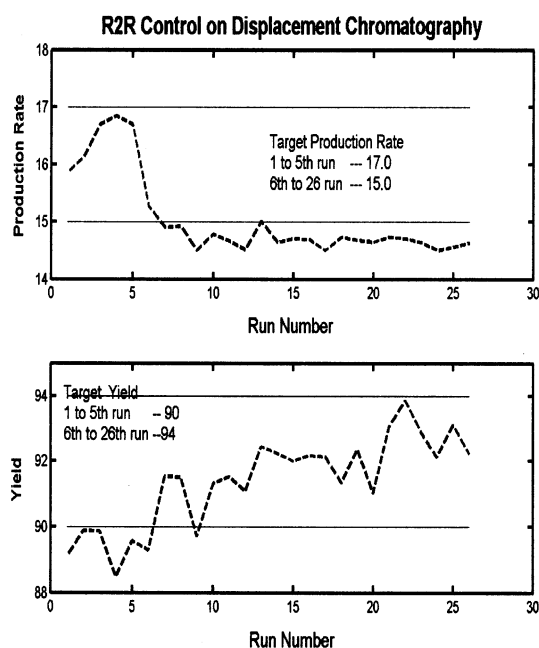 R2R Control on Displacement Chromatography
18
17
16
15
14
Production Rate
Target Production Rate
1 to 5th run --- 17.0
6th to 26 run --- 15.0
0 5 10 15 20 25 30
Run Number
94
92
90
88
Yield
Target Yield
1 to 5th run -- 90
6th to 26th run --94
0 5 10 15 20 25 30
Run Number